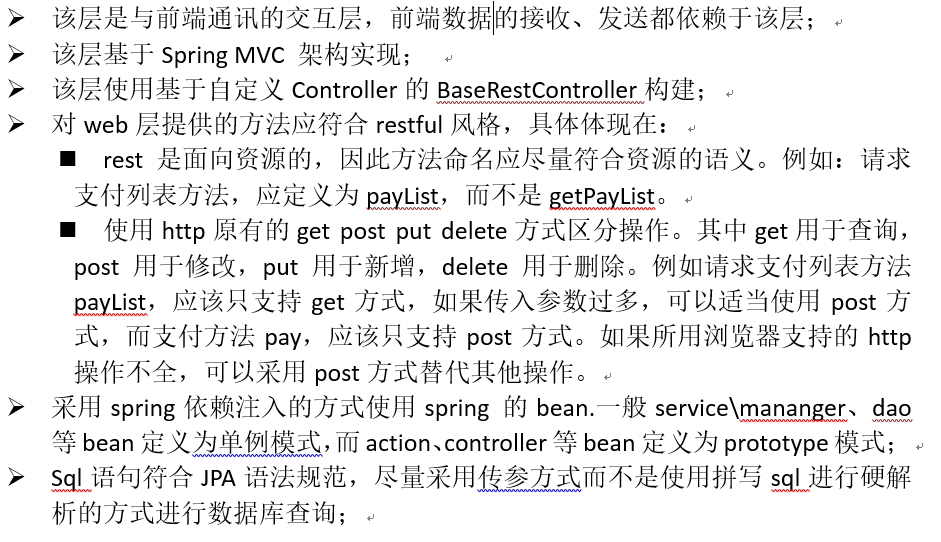 该层是与前端通讯的交互层，前端数据的接收、发送都依赖于该层；
该层基于 Spring MVC 架构实现；
该层使用基于自定义 Controller 的 BaseRestController 构建；
对 web 层提供的方法应符合 restful 风格，具体体现在：
rest 是面向资源的，因此方法命名应尽量符合资源的语义。例如：请求
支付列表方法，应定义为 payList，而不是 getPayList。
使用 http 原有的 get post put delete 方式区分操作。其中 get 用于查询，
post 用于修改，put 用于新增，delete 用于删除。例如请求支付列表方法
payList，应该只支持 get 方式，如果传入参数过多，可以适当使用 post 方
式，而支付方法 pay，应该只支持 post 方式。如果所用浏览器支持的 http
操作不全，可以采用 post 方式替代其他操作。
采用 spring 依赖注入的方式使用 spring 的 bean.一般 service\mananger、dao
等 bean 定义为单例模式,而 action、controller 等 bean 定义为 prototype 模式；
Sql 语句符合 JPA 语法规范，尽量采用传参方式而不是使用拼写 sql 进行硬解
析的方式进行数据库查询；